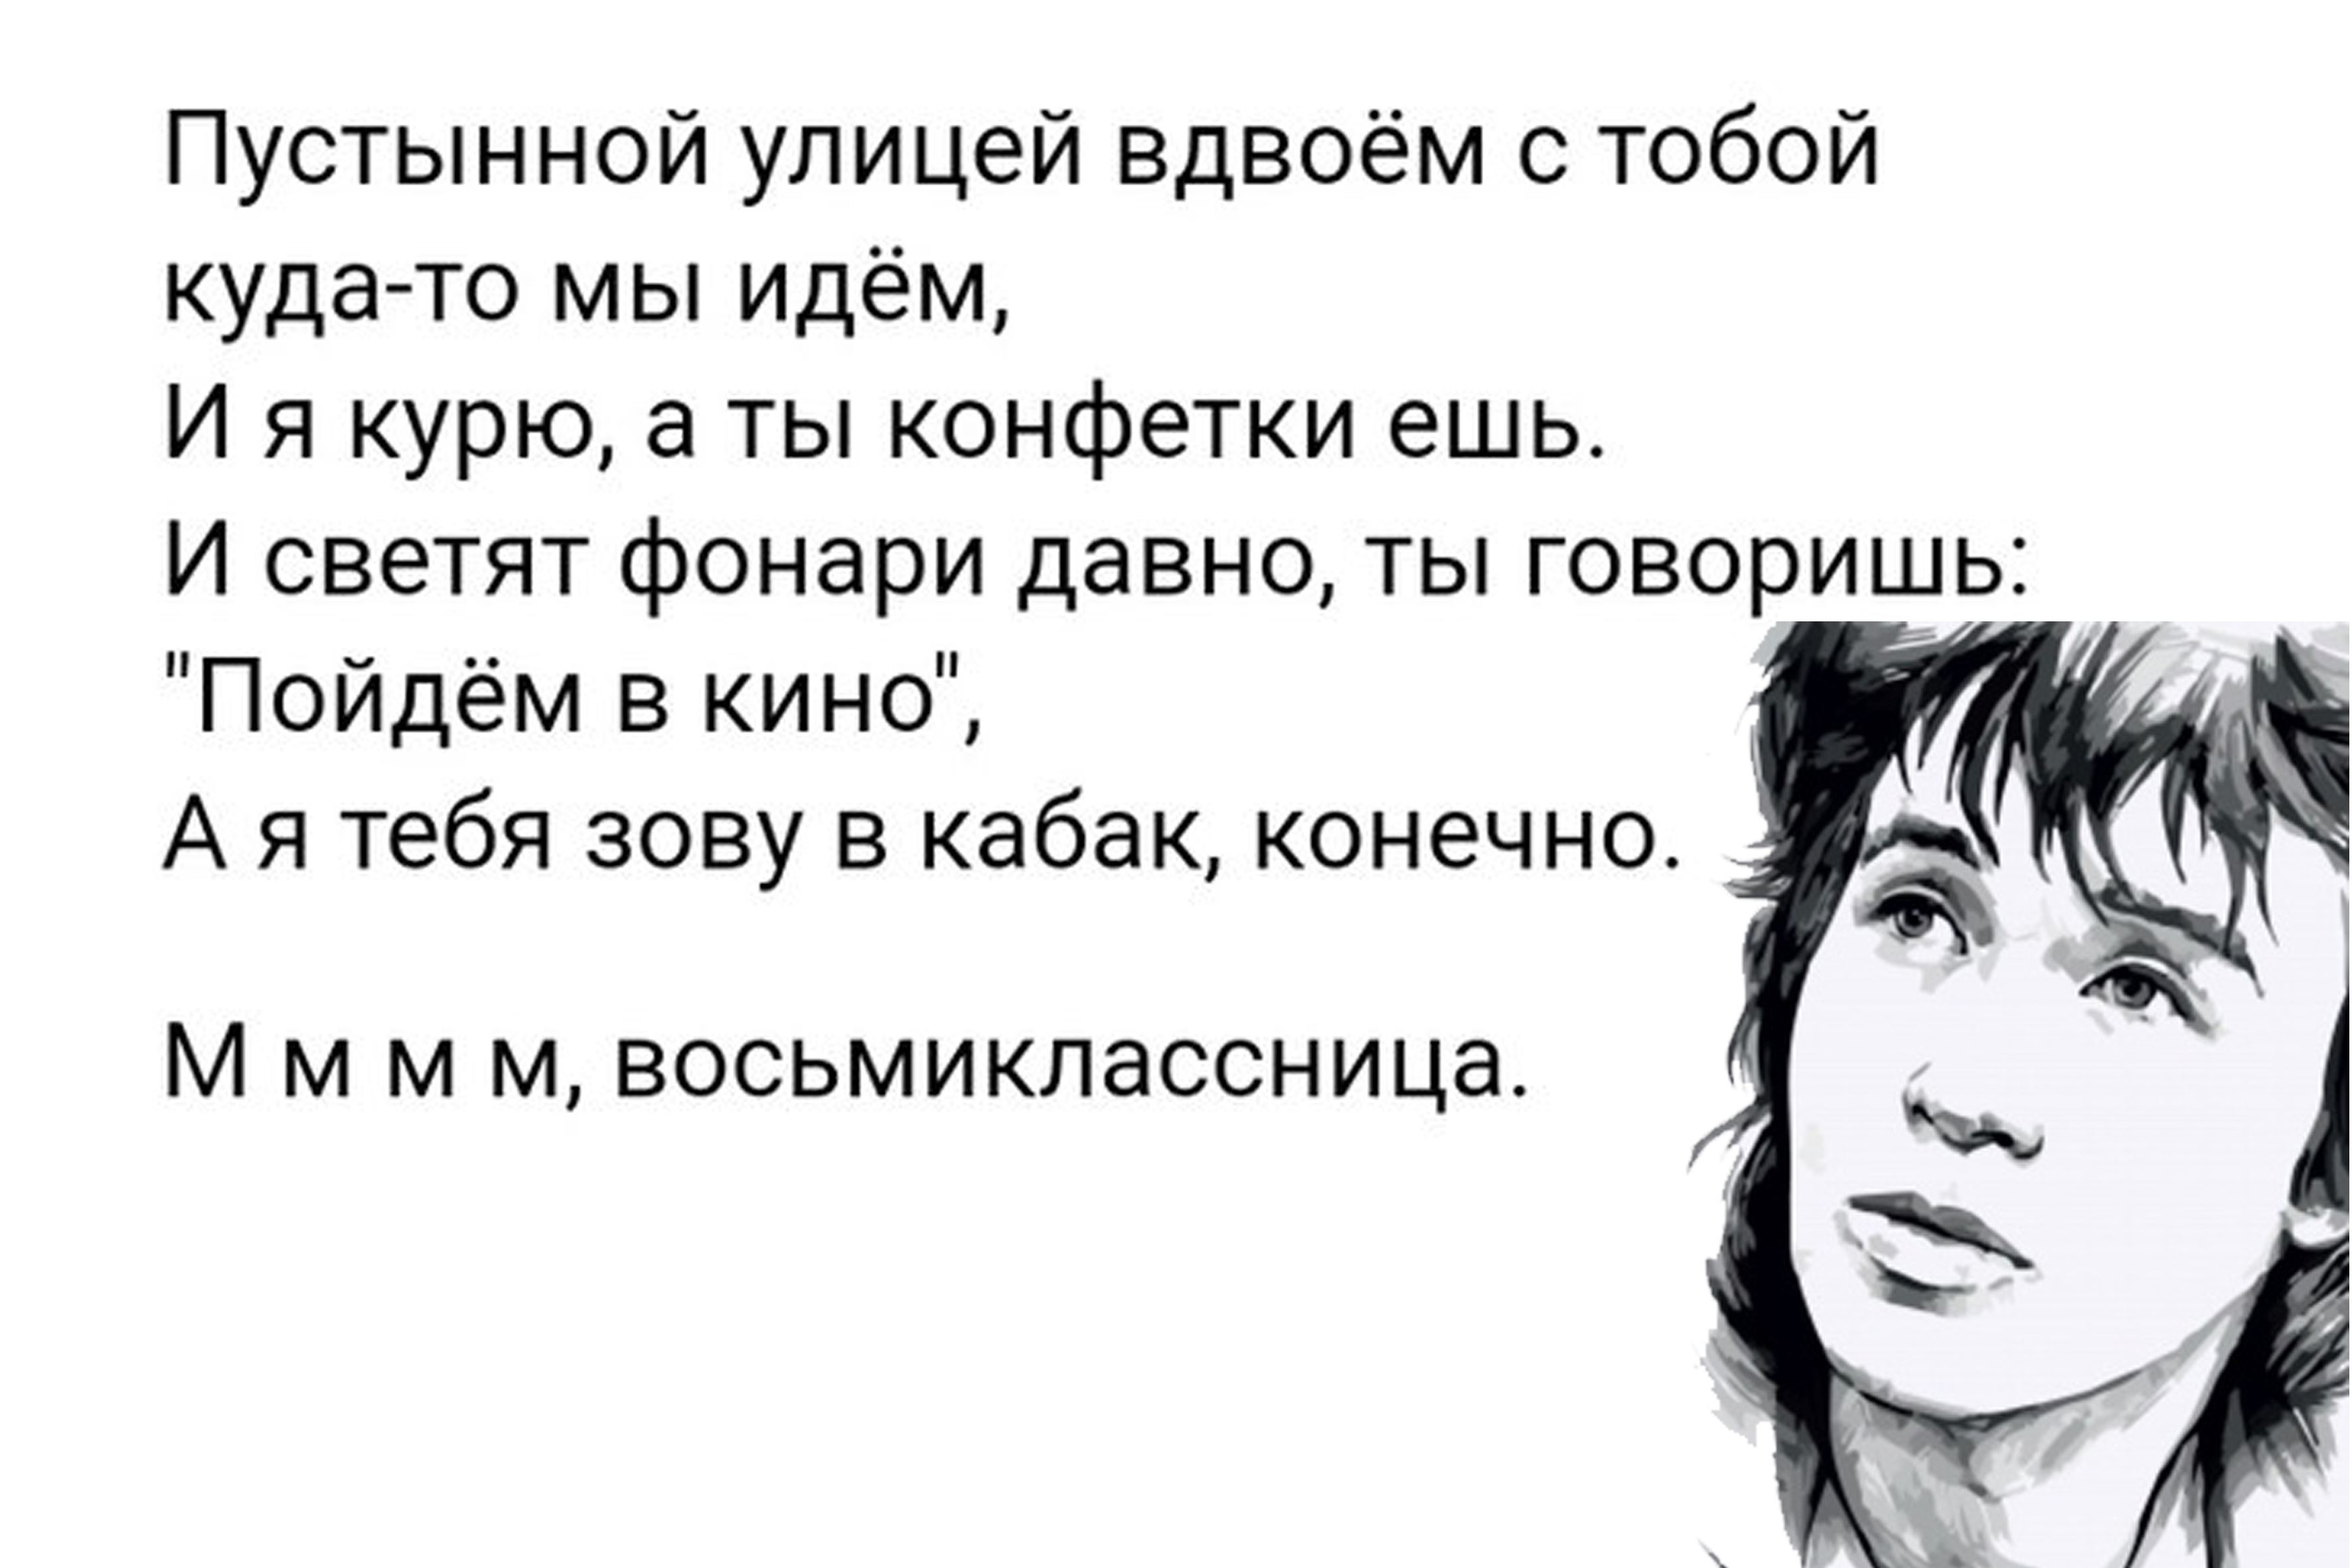 Пустынной улицей вдвоём с тобой
куда-то мы идём,
И я курю, а ты конфетки ешь.
И светят фонари давно, ты говоришь:
"Пойдём в кино",
А я тебя зову в кабак, конечно.
М м м м, восьмиклассница.